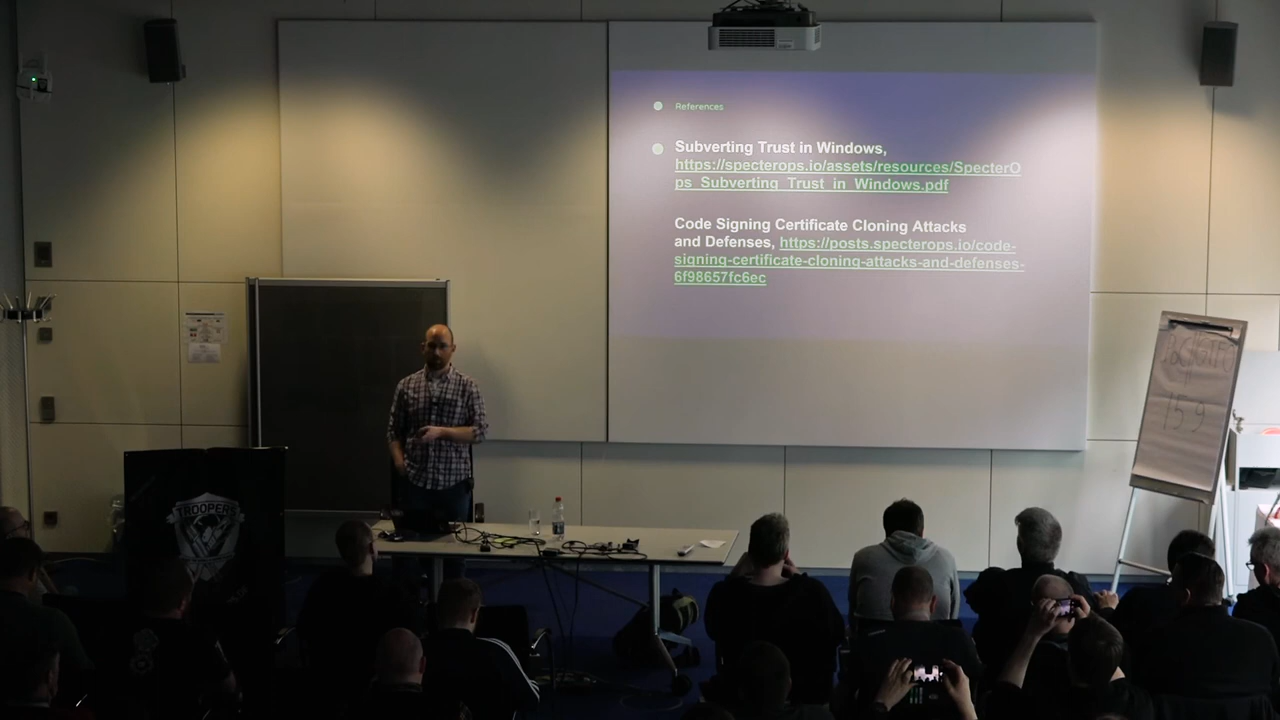 References
Subverting Trust in Windows,
https://specterops.io/assets/resources/SpecterO
ps_Subverting_Trust_in_Windows.pdf
Code Signing Certificate Cloning Attacks
and Defenses, https://posts.specterops.io/code-
signing-certificate-cloning-attacks-and-defenses-
6f98657fc6ec
TROOPERS
159